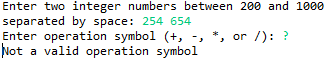 Enter two integer numbers between 200 and 1000
separated by space: 254 654
Enter operation symbol (+, -, *, or /): ?
Not a valid operation symbol